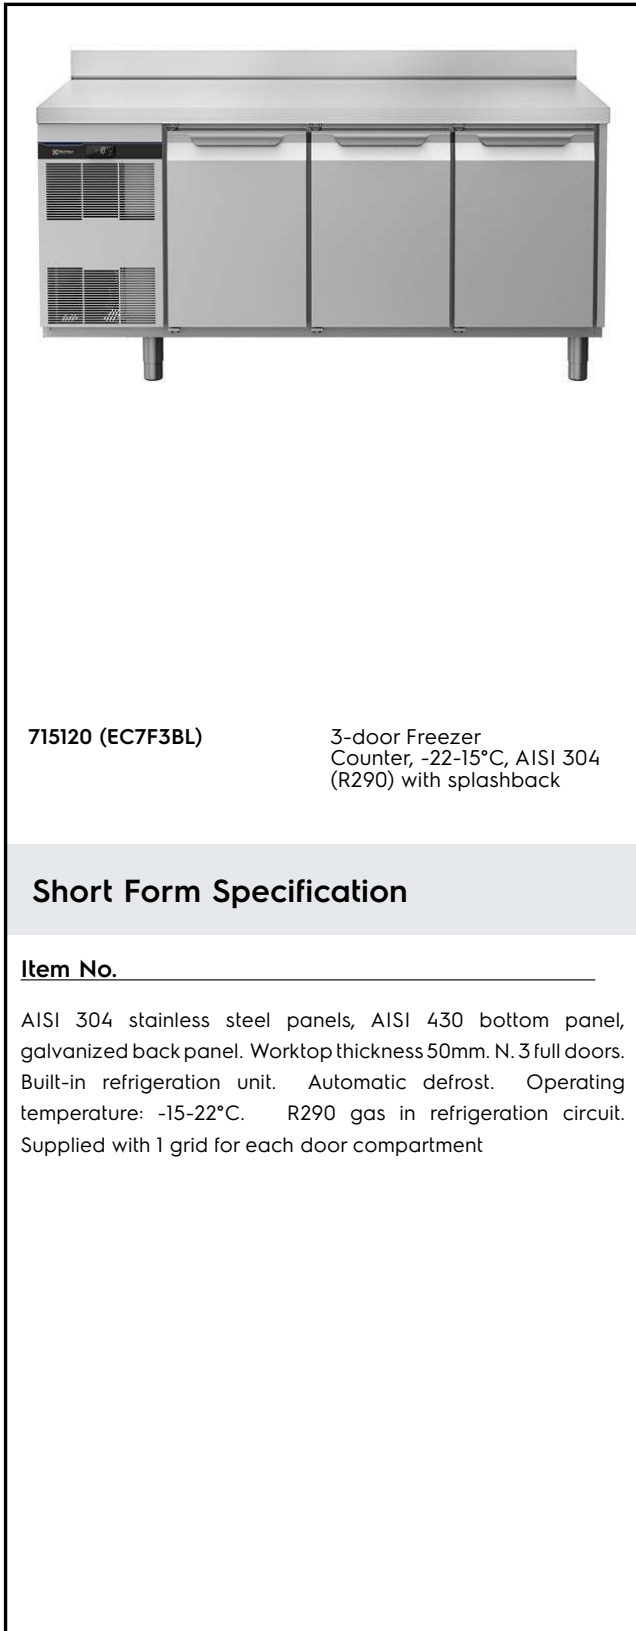 715120 (EC7F3BL)
3-door Freezer
Counter, -22-15°C, AISI 304
(R290) with splashback
Short Form Specification
Item No.
AISI 304 stainless steel panels, AISI 430 bottom panel,
galvanized back panel. Worktop thickness 50mm. N. 3 full doors.
Built-in refrigeration unit. Automatic defrost. Operating
temperature: -15-22°C. R290 gas in refrigeration circuit.
Supplied with 1 grid for each door compartment